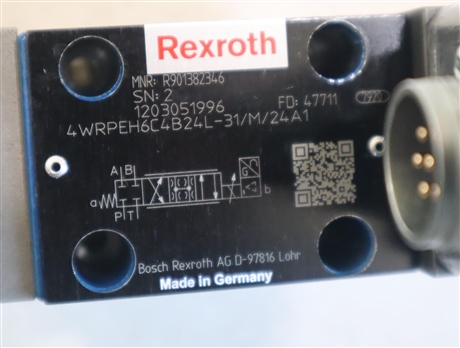 Rexroth
MNR: R901382346
SN: 2
1203051996 FD: 47711 7929
4WRPEH6C4B24L-31/M/24A1
A B
G
a b
P T
Bosch Rexroth AG D-97816 Lohr
Made in Germany